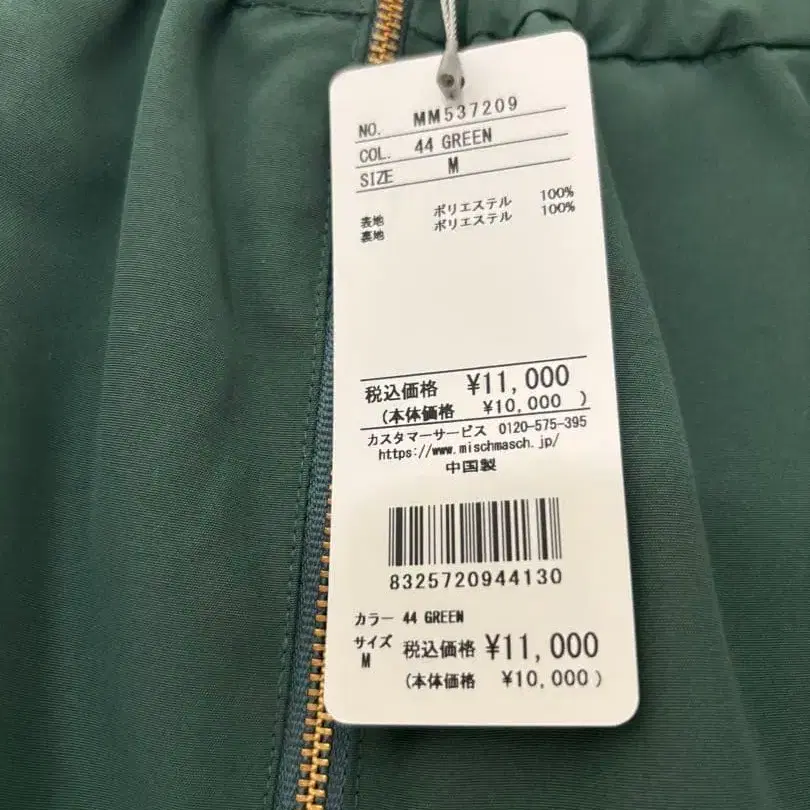 NO. MM537209
COL. 44 GREEN
SIZE M
表地 ポリエステル 100%
裏地 ポリエステル 100%
税込価格 ¥11,000
(本体価格 ¥10,000 )
カスタマーサービス 0120-575-395
https://www.mischmasch.jp/
中国製
8325720944130
カラー 44 GREEN
サイズ M 税込価格 ¥11,000
(本体価格 ¥10,000 )